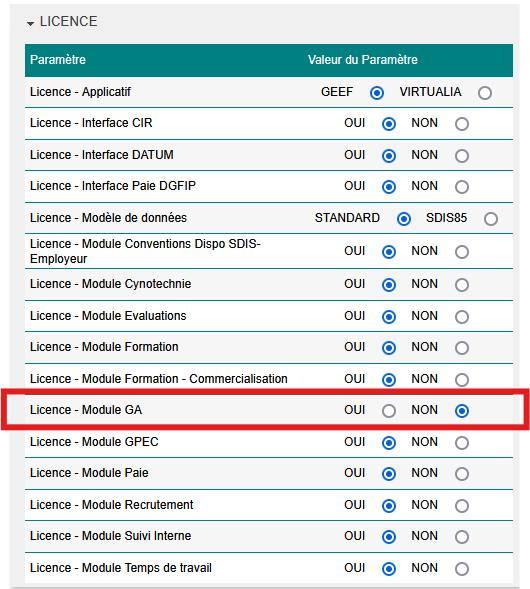 LICENCE
Paramètre Valeur du Paramètre
Licence - Applicatif GEEF VIRTUALIA
Licence - Interface CIR OUI NON
Licence - Interface DATUM OUI NON
Licence - Interface Paie DGFIP OUI NON
Licence - Modèle de données STANDARD SDIS85
Licence - Module Conventions Dispo SDIS-
Employeur OUI NON
Licence - Module Cynotechnie OUI NON
Licence - Module Evaluations OUI NON
Licence - Module Formation OUI NON
Licence - Module Formation - Commercialisation OUI NON
Licence - Module GA OUI NON
Licence - Module GPEC OUI NON
Licence - Module Paie OUI NON
Licence - Module Recrutement OUI NON
Licence - Module Suivi Interne OUI NON
Licence - Module Temps de travail OUI NON